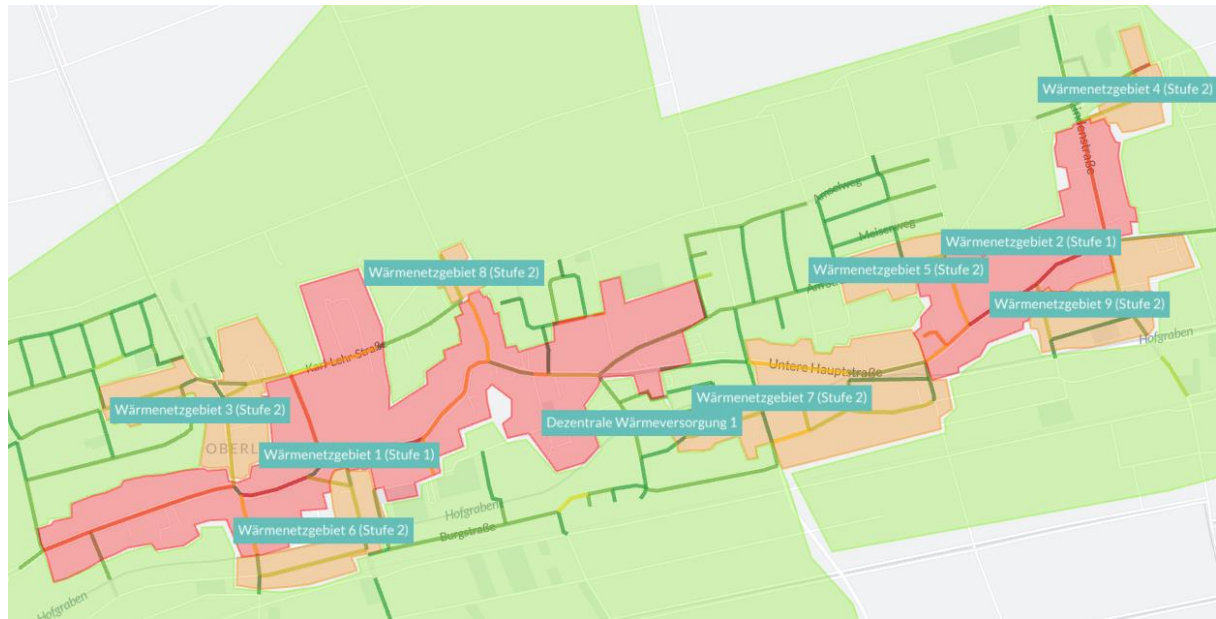 Wärmenetzgebiet 4 (Stufe 2)
Lindenstraße
Amselweg
Meisenweg
Wärmenetzgebiet 2 (Stufe 1)
Wärmenetzgebiet 8 (Stufe 2)
Wärmenetzgebiet 5 (Stufe 2)
Wärmenetzgebiet 9 (Stufe 2)
Hofgraben
Karl-Lehr-Straße
Untere Hauptstraße
Wärmenetzgebiet 7 (Stufe 2)
Wärmenetzgebiet 3 (Stufe 2)
Dezentrale Wärmeversorgung 1
OBERL
Wärmenetzgebiet 1 (Stufe 1)
Hofgraben
Wärmenetzgebiet 6 (Stufe 2)
Burgstraße
Hofgraben